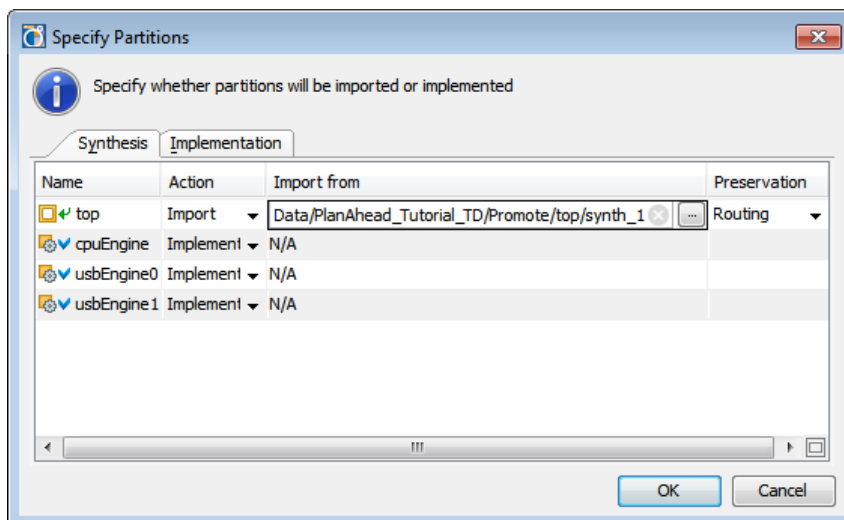 Specify Partitions
Specify whether partitions will be imported or implemented
Synthesis Implementation
Name Action Import from Preservation
top Import Data/PlanAhead_Tutorial_TD/Promote/top/synth_1 ... Routing
cpuEngine Implement N/A
usbEngine0 Implement N/A
usbEngine1 Implement N/A
OK Cancel